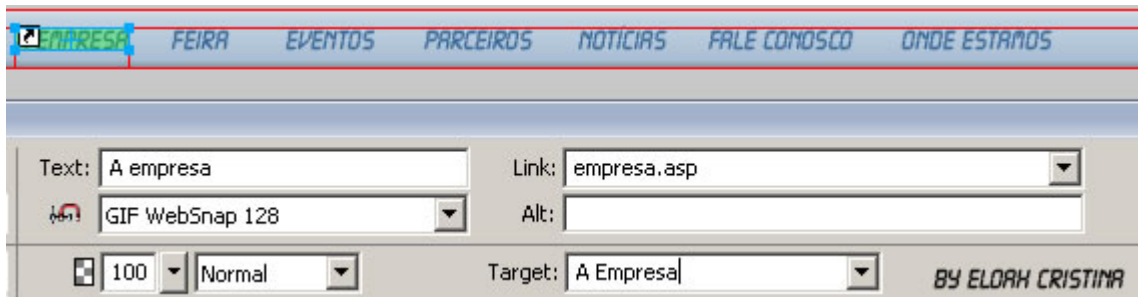 EMPRESA FEIRA EVENTOS PARCEIROS NOTÍCIAS FALE CONOSCO ONDE ESTAMOS
Text: A empresa Link: empresa.asp
GIF WebSnap 128 Alt:
100 Normal Target: A Empresa BY ELOAH CRISTINA